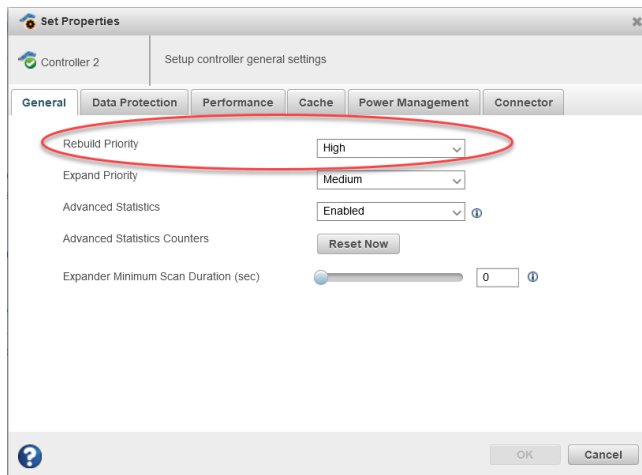 Set Properties
Controller 2
Setup controller general settings
General Data Protection Performance Cache Power Management Connector
Rebuild Priority High
Expand Priority Medium
Advanced Statistics Enabled
Advanced Statistics Counters Reset Now
Expander Minimum Scan Duration (sec) 0
OK Cancel